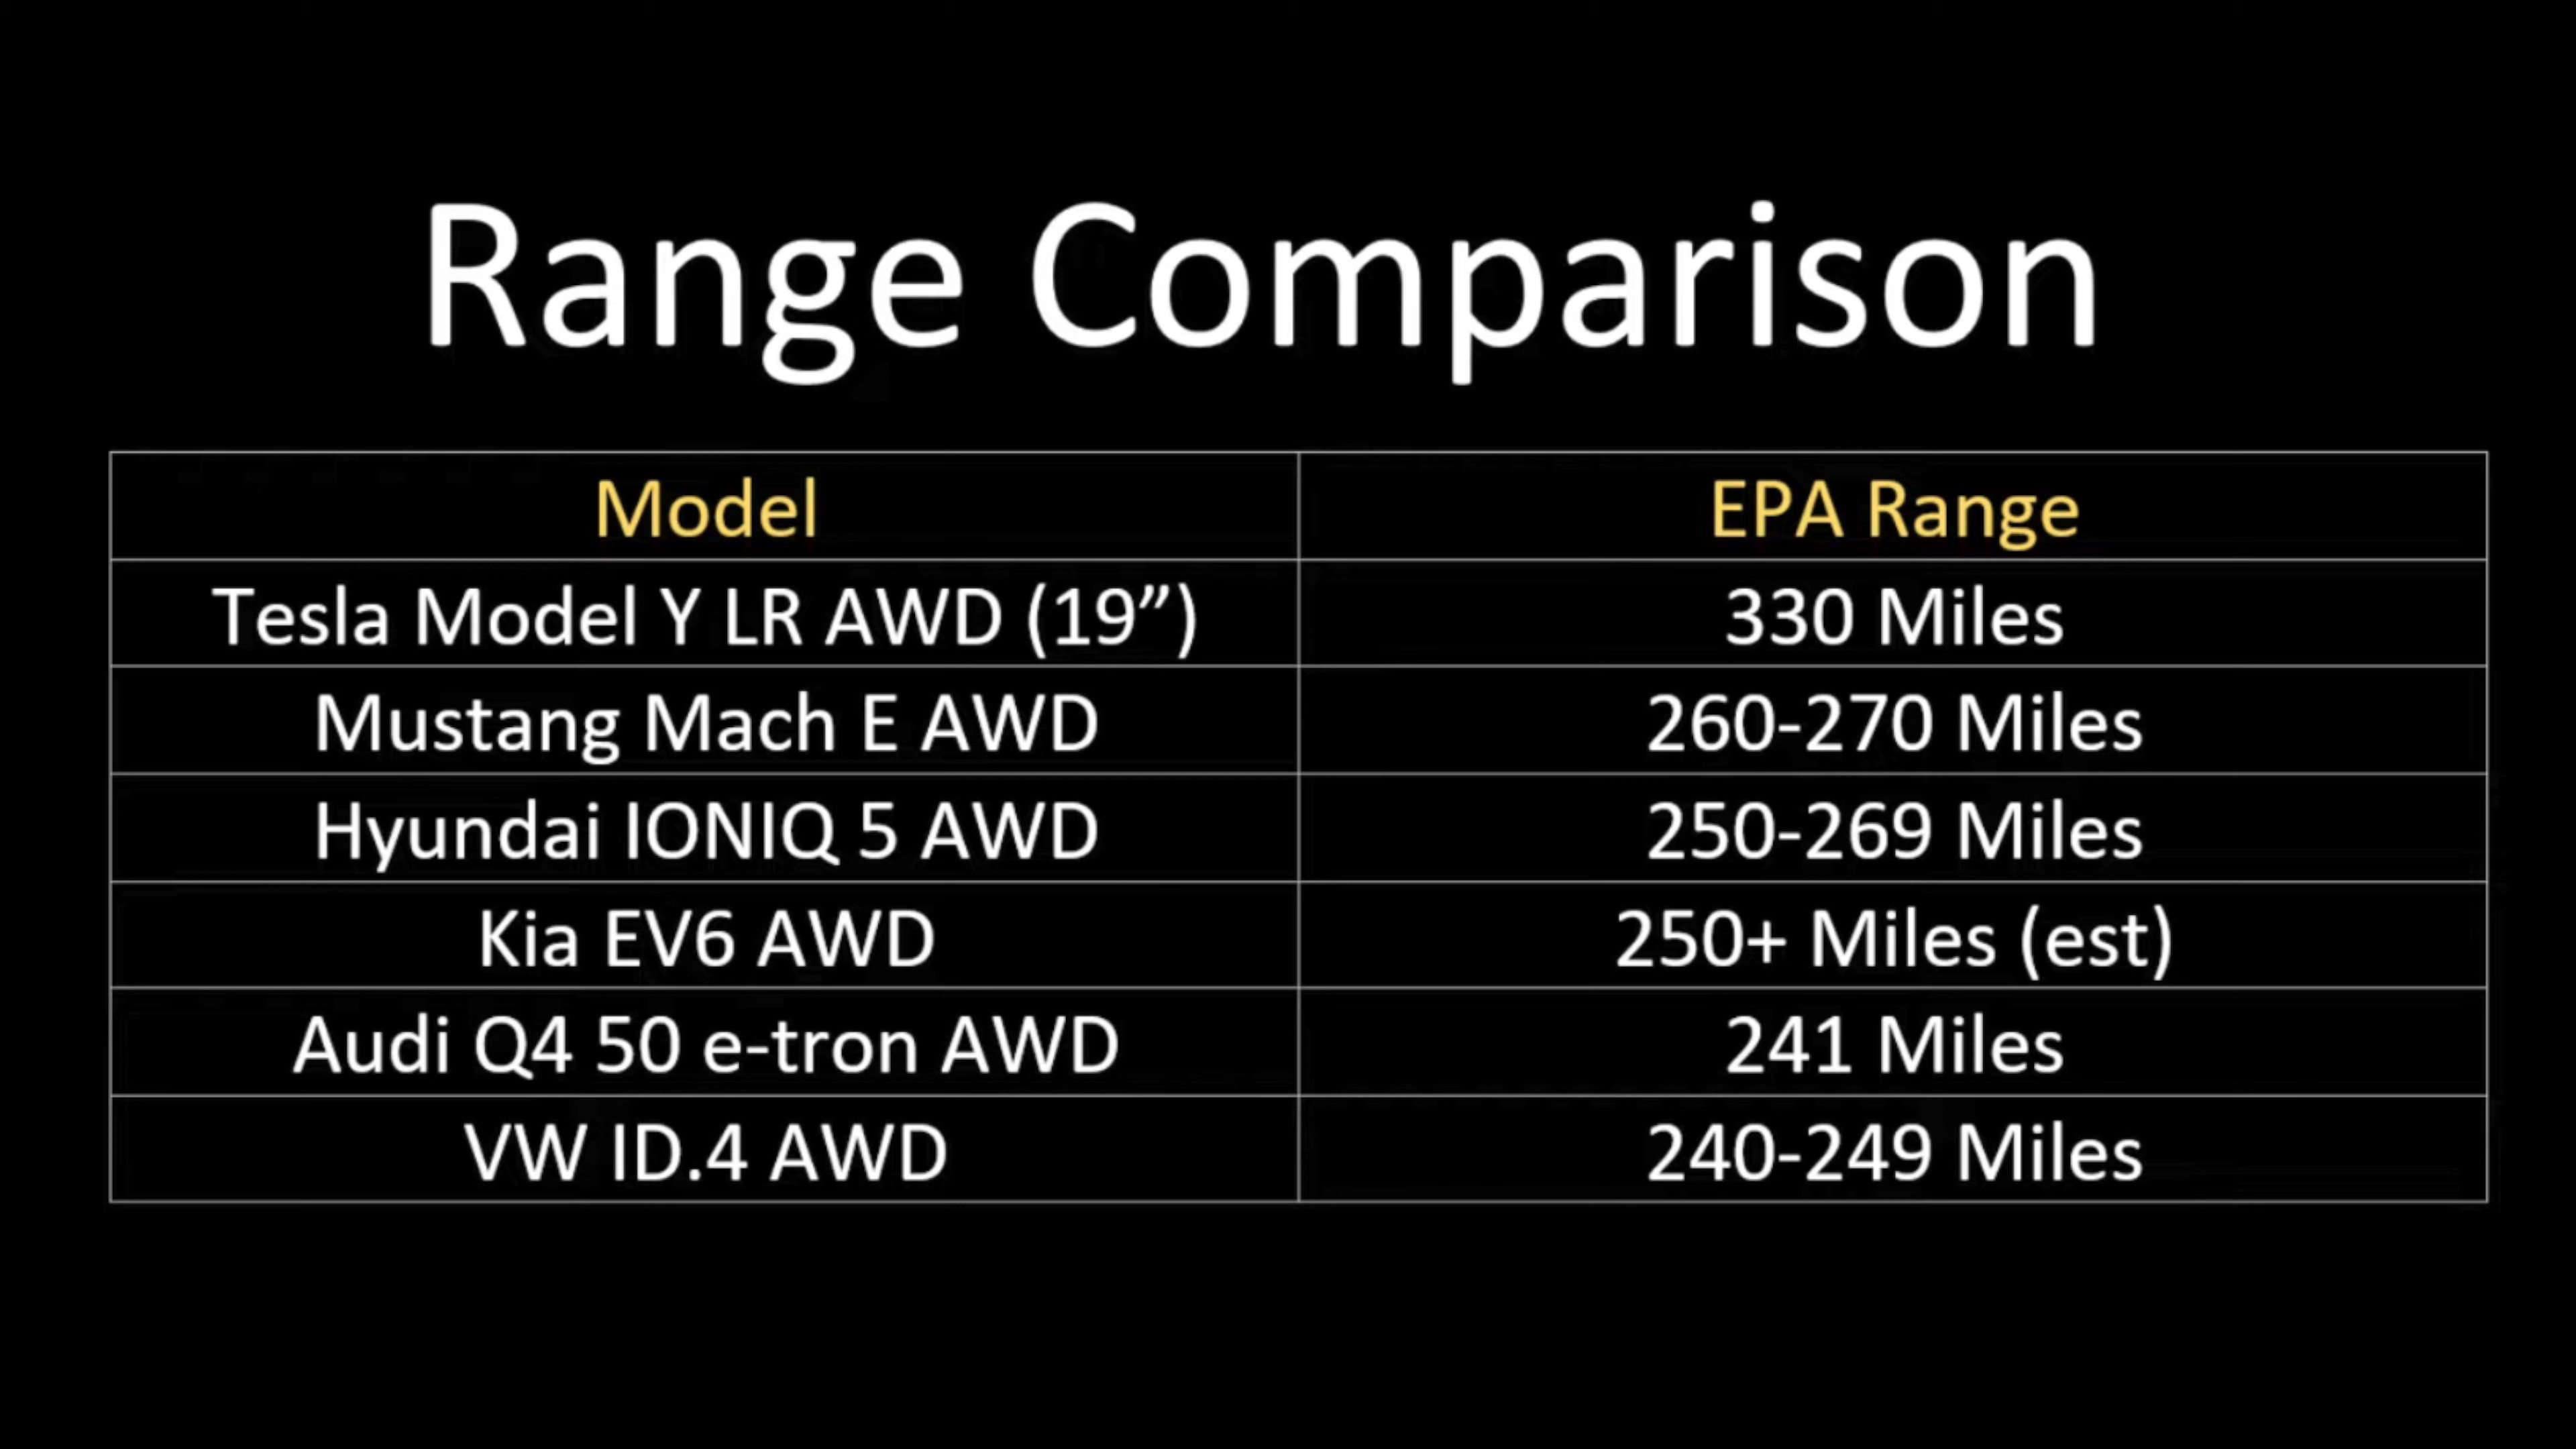 Range Comparison
Model EPA Range
Tesla Model Y LR AWD (19”) 330 Miles
Mustang Mach E AWD 260-270 Miles
Hyundai IONIQ 5 AWD 250-269 Miles
Kia EV6 AWD 250+ Miles (est)
Audi Q4 50 e-tron AWD 241 Miles
VW ID.4 AWD 240-249 Miles